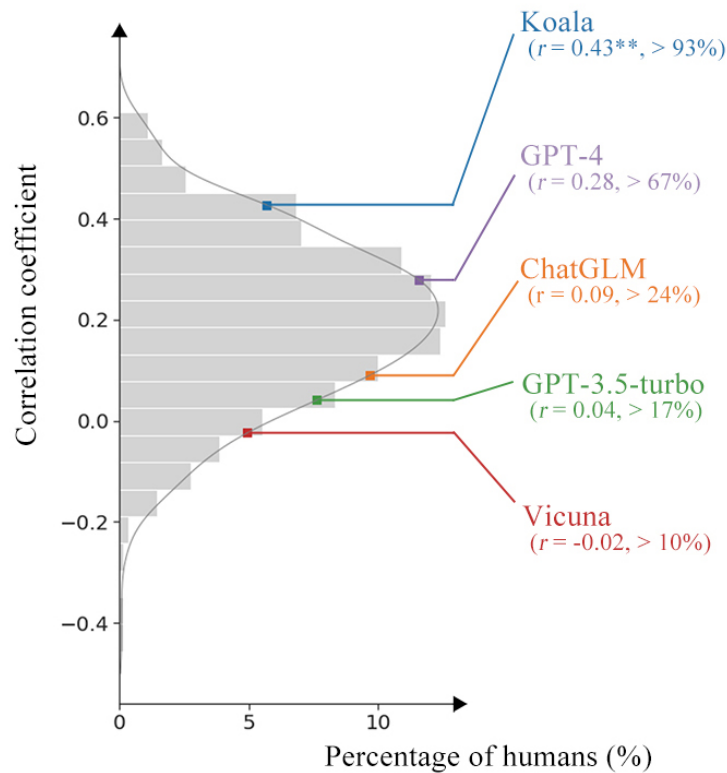 Koala
(r = 0.43**, > 93%)
0.6
GPT-4
(r = 0.28, > 67%)
0.4
ChatGLM
(r = 0.09, > 24%)
0.2
GPT-3.5-turbo
(r = 0.04, > 17%)
0.0
Vicuna
(r = -0.02, > 10%)
−0.2
−0.4
Correlation coefficient
0 5 10
Percentage of humans (%)